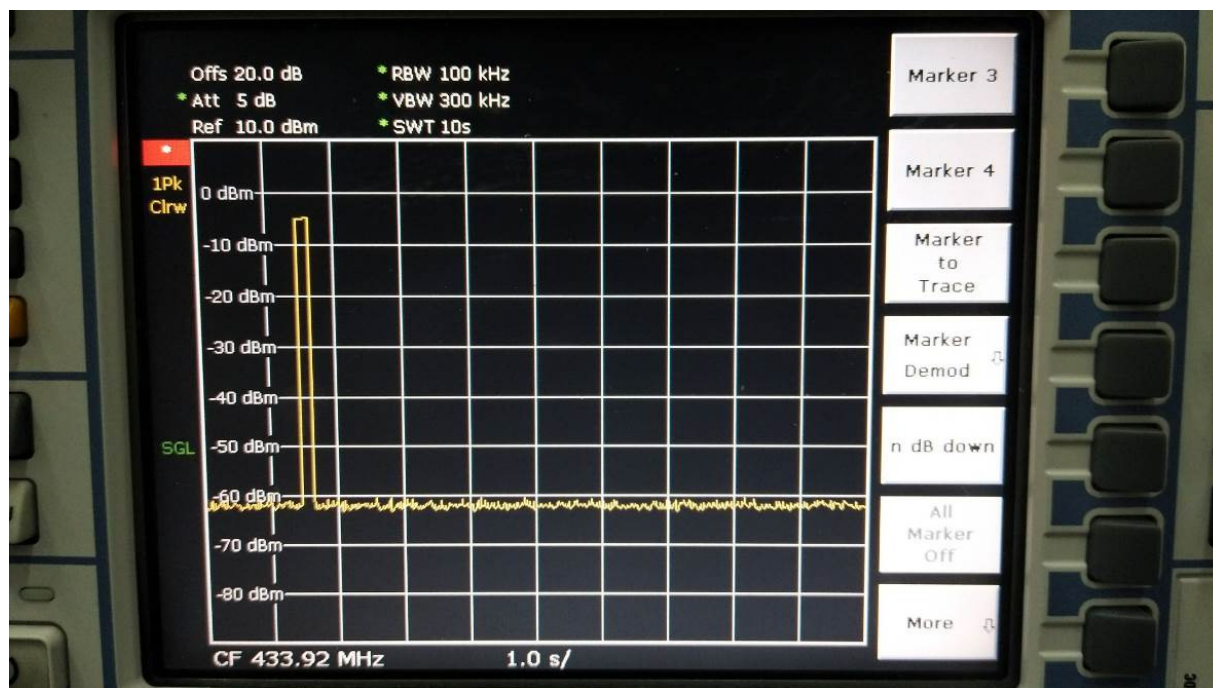 Offs 20.0 dB
* RBW 100 kHz
* Att 5 dB
* VBW 300 kHz
Ref 10.0 dBm
* SWT 10s
*
1Pk
Clrw
0 dBm
-10 dBm
-20 dBm
-30 dBm
-40 dBm
SGL
-50 dBm
-60 dBm
-70 dBm
-80 dBm
CF 433.92 MHz
1.0 s/
Marker 3
Marker 4
Marker
to
Trace
Marker
Demod
n dB down
All
Marker
Off
More